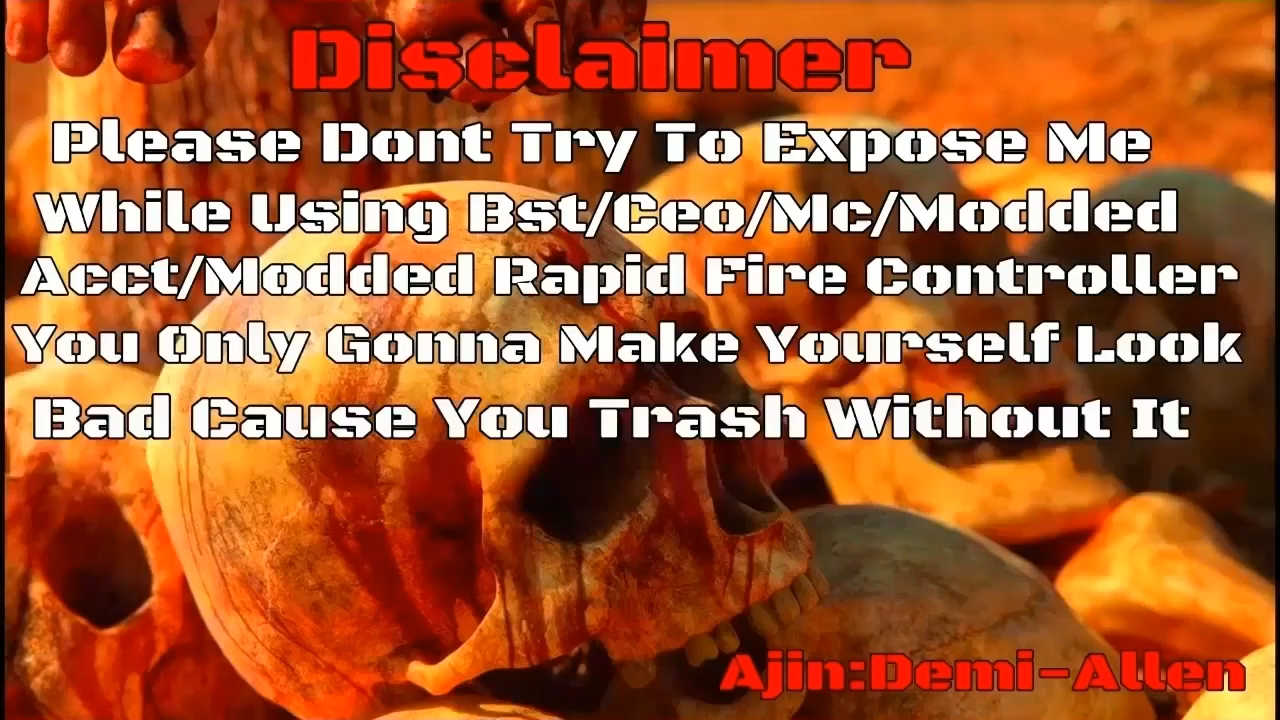 Disclaimer
Please Dont Try To Expose Me
While Using Bst/Ceo/Mc/Modded
Acct/Modded Rapid Fire Controller
You Only Gonna Make Yourself Look
Bad Cause You Trash Without It
Ajin:Demi-Allen